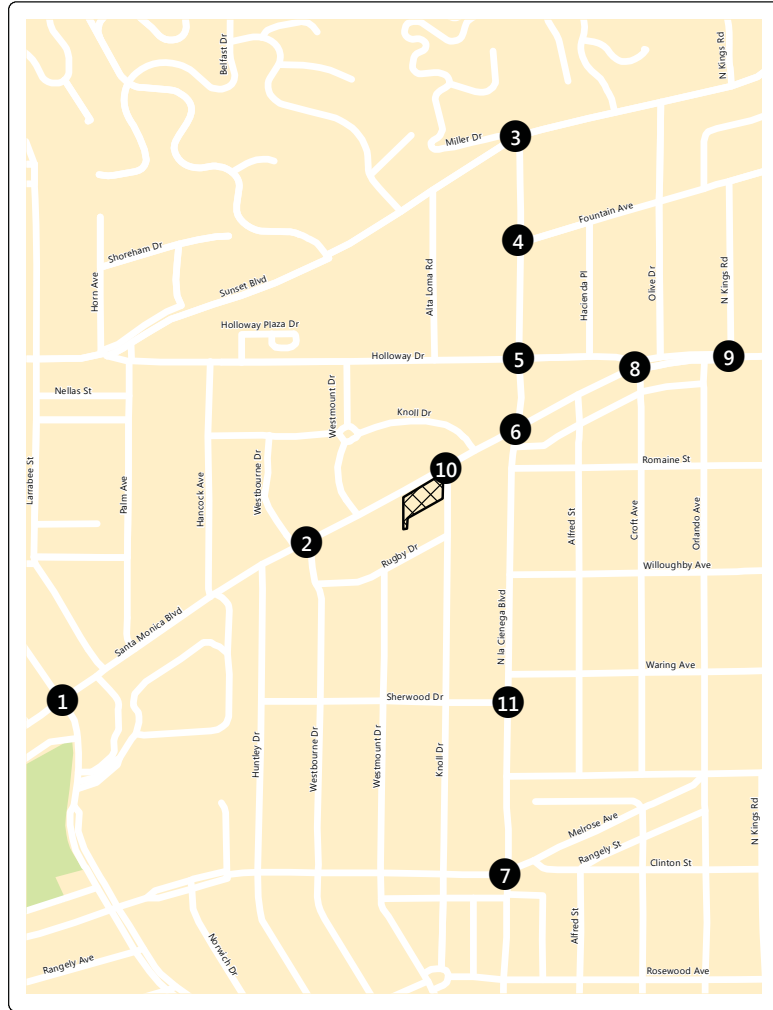 Belfast Dr
N Kings Rd
3
Miller Dr
Fountain Ave
4
Shoreham Dr
Horn Ave
Sunset Blvd
Alta Loma Rd
Hacienda Pl
Olive Dr
N Kings Rd
Holloway Plaza Dr
Holloway Dr
5
8
9
Nellas St
Westmount Dr
Knoll Dr
6
Larrabee St
Palm Ave
Hancock Ave
Westbourne Dr
10
Romaine St
Alfred St
Croft Ave
Orlando Ave
2
Rugby Dr
Willoughby Ave
Santa Monica Blvd
N la Cienega Blvd
Waring Ave
1
Sherwood Dr
11
Huntley Dr
Westbourne Dr
Westmount Dr
Knoll Dr
N Kings Rd
Melrose Ave
Rangely St
7
Clinton St
Alfred St
Norwich Dr
Rangely Ave
Rosewood Ave